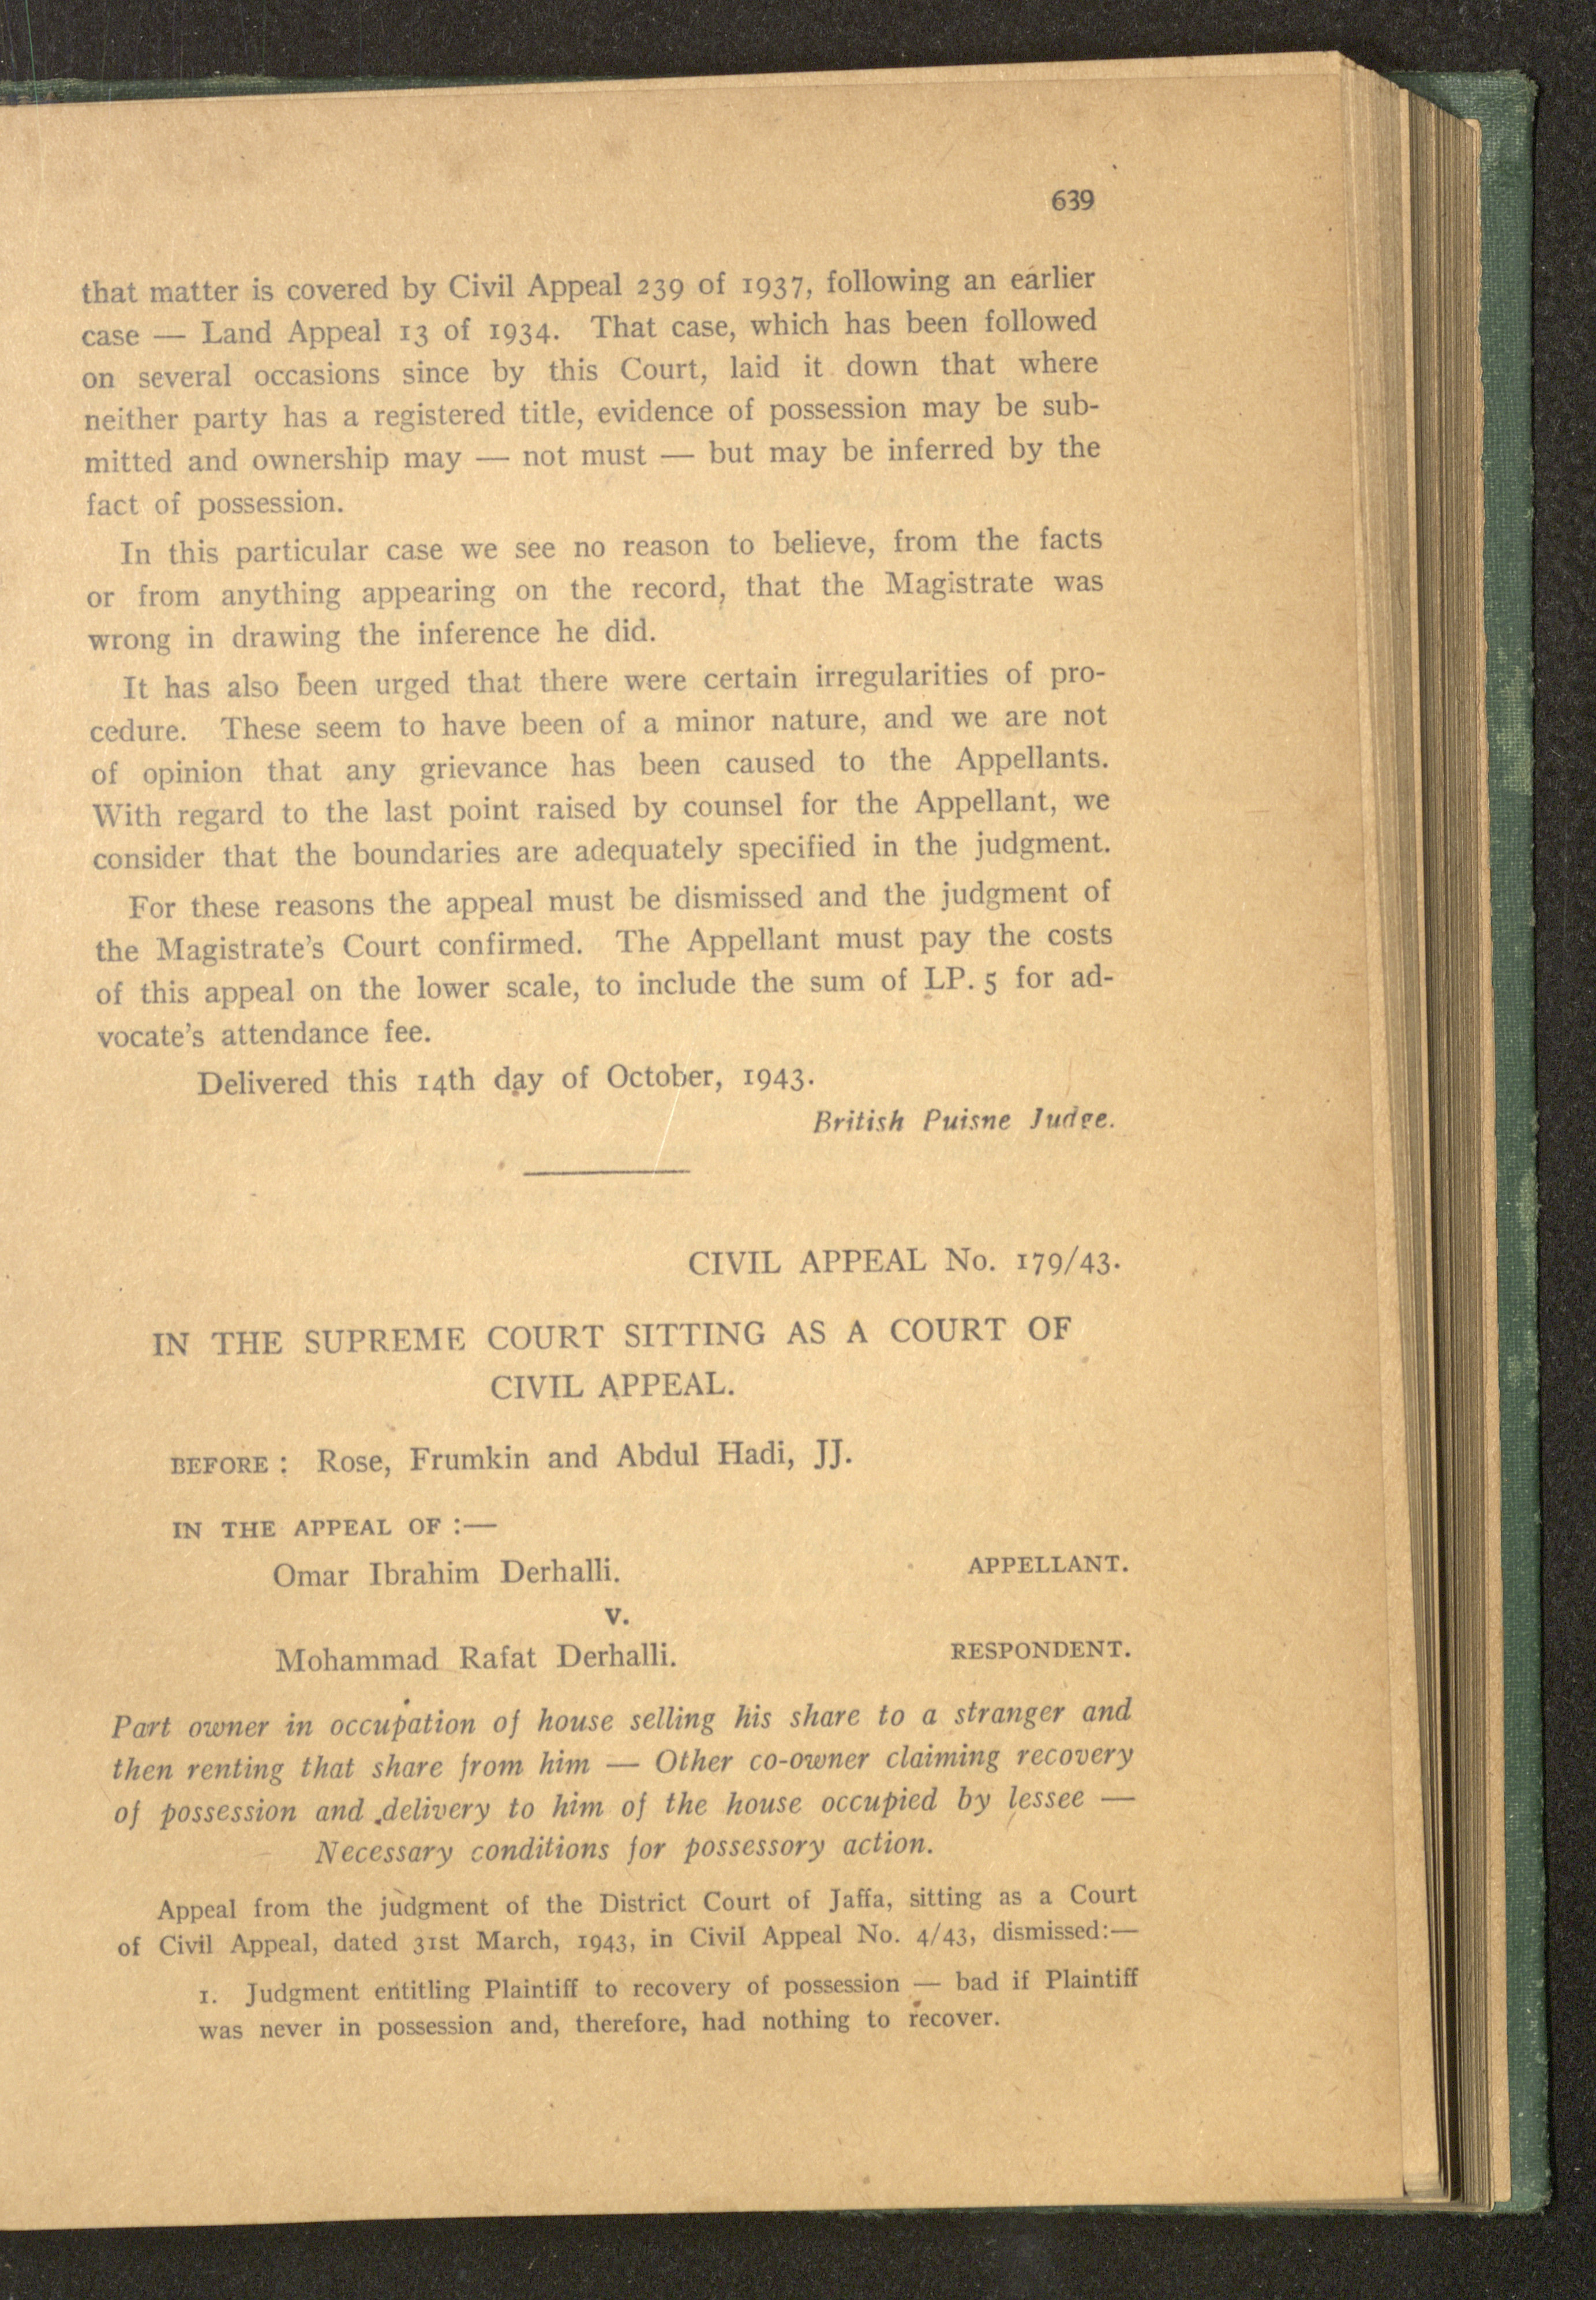 639
that matter is covered by Civil Appeal 239 of 1937, following an earlier
case — Land Appeal 13 of 1934. That case, which has been followed
on several occasions since by this Court, laid it down that where
neither party has a registered title, evidence of possession may be sub-
mitted and ownership may — not must — but may be inferred by the
fact of possession.
In this particular case we see no reason to believe, from the facts
or from anything appearing on the record, that the Magistrate was
wrong in drawing the inference he did.
It has also been urged that there were certain irregularities of pro-
cedure. These seem to have been of a minor nature, and we are not
of opinion that any grievance has been caused to the Appellants.
With regard to the last point raised by counsel for the Appellant, we
consider that the boundaries are adequately specified in the judgment.
For these reasons the appeal must be dismissed and the judgment of
the Magistrate's Court confirmed. The Appellant must pay the costs
of this appeal on the lower scale, to include the sum of LP. 5 for ad-
vocate's attendance fee.
Delivered this 14th day of October, 1943.
British Puisne Judge.
CIVIL APPEAL No. 179/43.
IN THE SUPREME COURT SITTING AS A COURT OF
CIVIL APPEAL.
BEFORE : Rose, Frumkin and Abdul Hadi, JJ.
IN THE APPEAL OF :—
Omar Ibrahim Derhalli. APPELLANT.
v.
Mohammad Rafat Derhalli. RESPONDENT.
Part owner in occupation of house selling his share to a stranger and
then renting that share from him — Other co-owner claiming recovery
of possession and delivery to him of the house occupied by lessee —
Necessary conditions for possessory action.
Appeal from the judgment of the District Court of Jaffa, sitting as a Court
of Civil Appeal, dated 31st March, 1943, in Civil Appeal No. 4/43, dismissed:—
1. Judgment entitling Plaintiff to recovery of possession — bad if Plaintiff
was never in possession and, therefore, had nothing to recover.